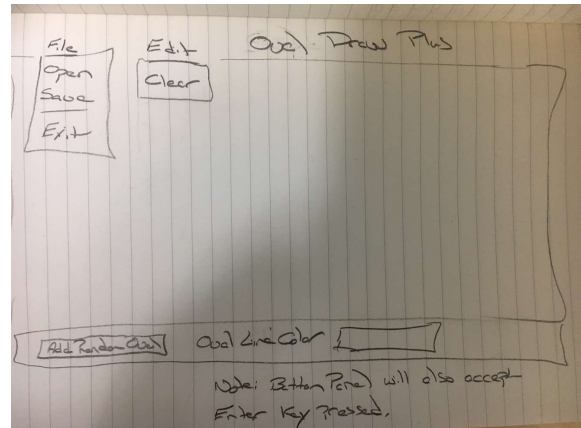 File Edit Oval Draw Plus
Open
Save
Exit
Clear
Add Random Oval
Oval Line Color
Note: Button Panel will also accept
Enter Key Pressed.